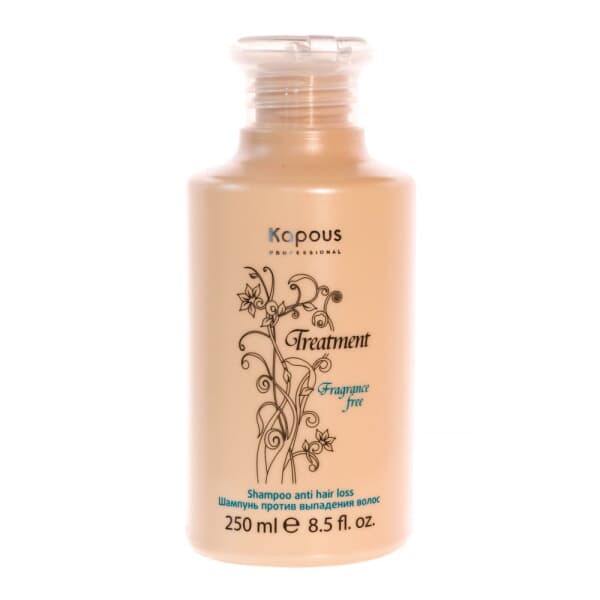 Kapous
PROFESSIONAL
Treatment
Fragrance
free
Shampoo anti hair loss
Шампунь против выпадения волос
250 ml ℮ 8.5 fl. oz.